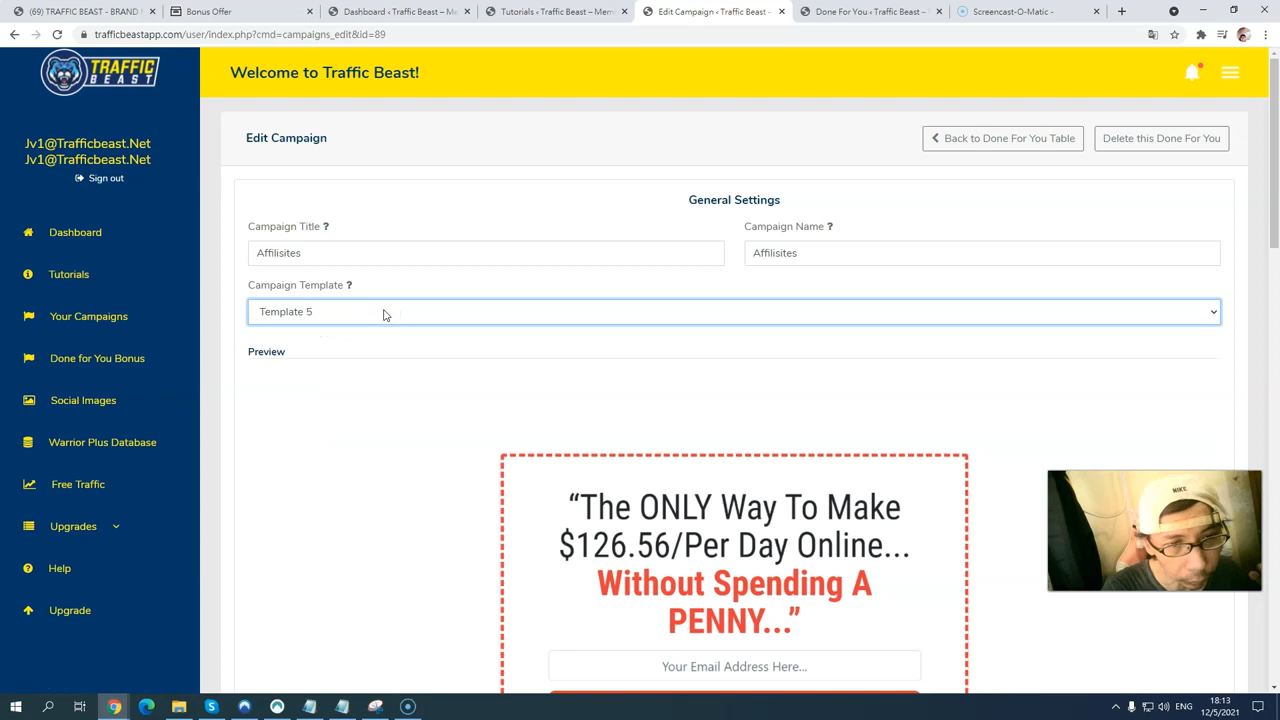 (69) TRAFFIC BEAST - BRAND I
Bonus Offer
Dashboard ‹ Traffic Beast — Mem
Tutorials ‹ Traffic Beast — Mem
Edit Campaign ‹ Traffic Beast —
Done For You ‹ Traffic Beast —
Screencast-O-Matic -
trafficbeastapp.com/user/index.php?cmd=campaigns_edit&id=89
TRAFFIC
BEAST
Welcome to Traffic Beast!
Jv1@Trafficbeast.Net
Jv1@Trafficbeast.Net
Sign out
Dashboard
Tutorials
Your Campaigns
Done for You Bonus
Social Images
Warrior Plus Database
Free Traffic
Upgrades
Help
Upgrade
Edit Campaign
Back to Done For You Table
Delete this Done For You
General Settings
Campaign Title ?
Campaign Name ?
Affilisites
Affilisites
Campaign Template ?
Template 5
Preview
“The ONLY Way To Make
$126.56/Per Day Online...
Without Spending A
PENNY...”
Your Email Address Here...
NIKE
ENG
18:13
12/5/2021